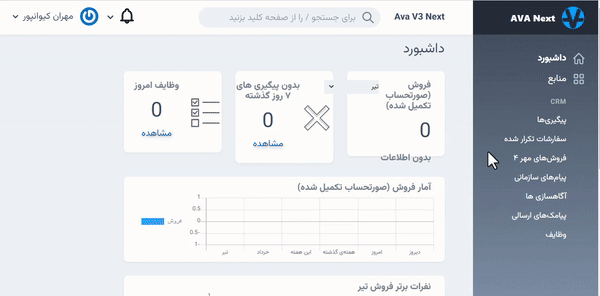 AVA Next
داشبورد
منابع
CRM
پیگیری‌ها
سفارشات تکرار شده
فروش‌های مهر ۴
پیام‌های سازمانی
آگاهسازی ها
پیامک‌های ارسالی
وظایف
Ava V3 Next
برای جستجو / را از صفحه کلید بزنید
مهران کیوانپور
داشبورد
فروش (صورتحساب تکمیل شده)
تیر
0
بدون اطلاعات
بدون پیگیری های ۷ روز گذشته
0
مشاهده
وظایف امروز
0
مشاهده
آمار فروش (صورتحساب تکمیل شده)
1
0.5
0
-0.5
-1
فروش
دیروز
امروز
هفته‌ی گذشته
این هفته
خرداد
تیر
نفرات برتر فروش تیر
1